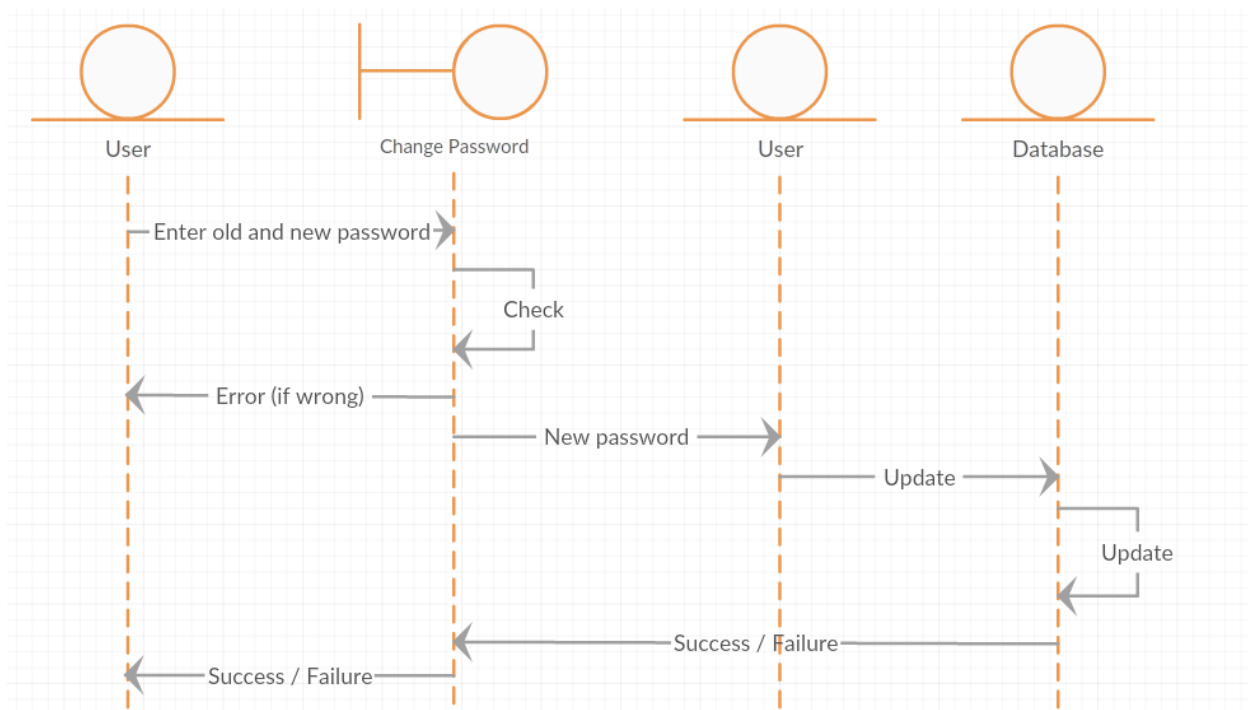 User
Change Password
User
Database
Enter old and new password
Check
Error (if wrong)
New password
Update
Update
Success / Failure
Success / Failure